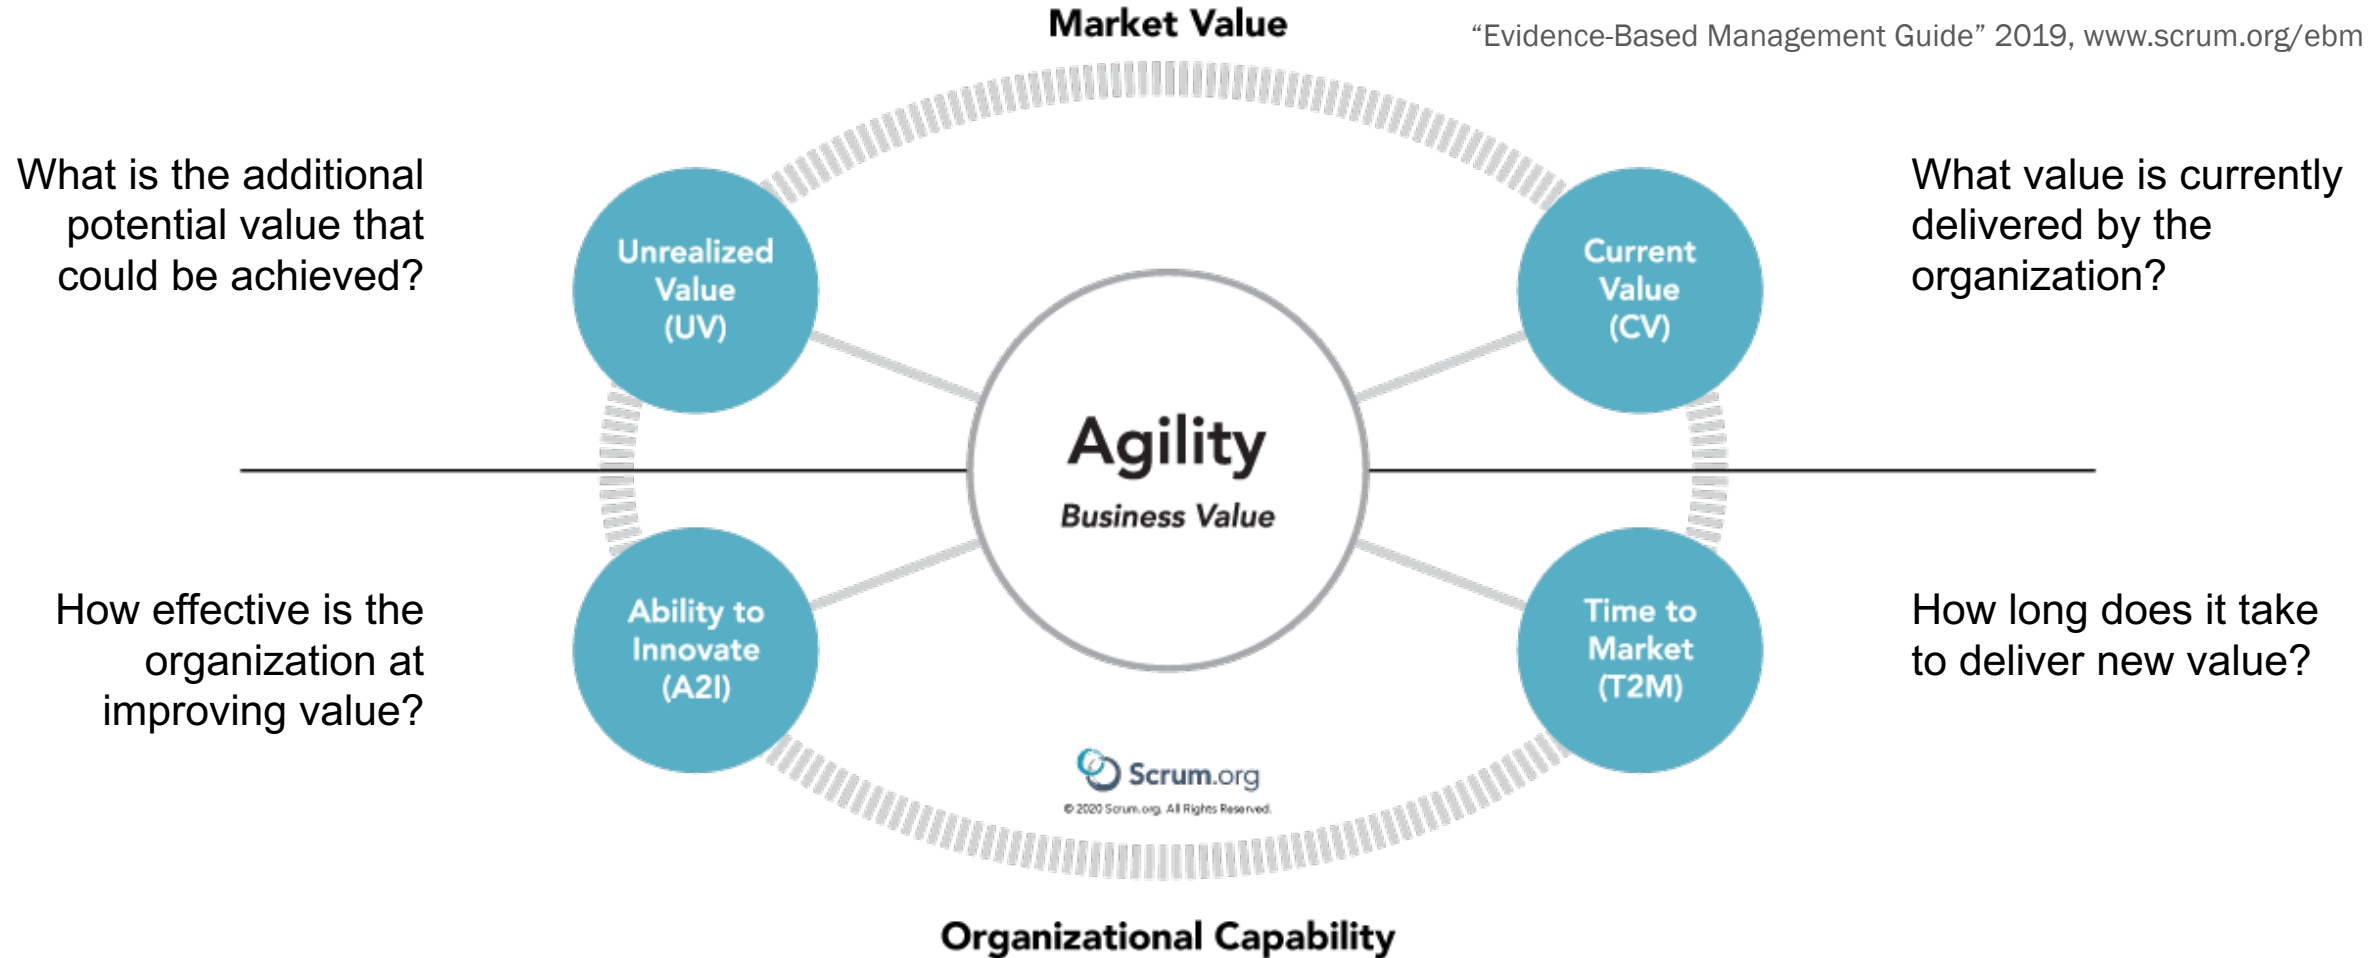 Market Value
“Evidence-Based Management Guide” 2019, www.scrum.org/ebm
What is the additional
potential value that
could be achieved?
Unrealized
Value
(UV)
Current
Value
(CV)
What value is currently
delivered by the
organization?
Agility
Business Value
How effective is the
organization at
improving value?
Ability to
Innovate
(A2I)
Time to
Market
(T2M)
How long does it take
to deliver new value?
Scrum.org
© 2020 Scrum.org. All Rights Reserved.
Organizational Capability